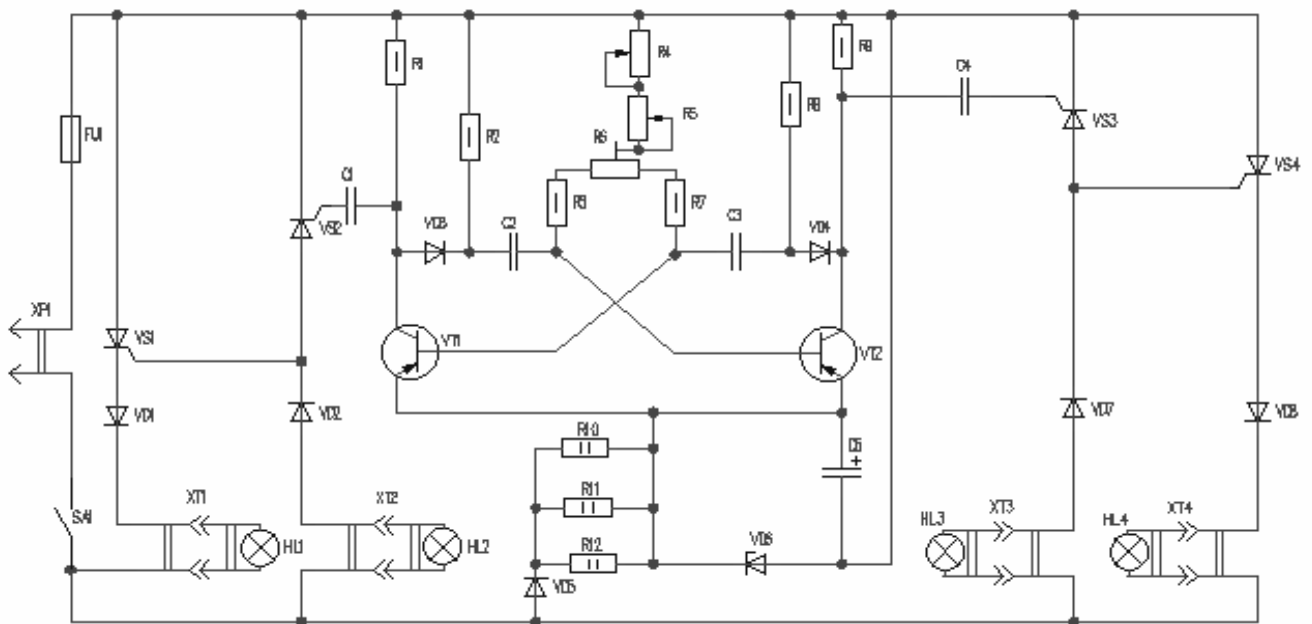 R4
R9
R1
C4
R5
R8
FU1
R2
VS3
R6
C1
VS4
R3
R7
VD3
C2
C3
VD4
VS2
XP1
VS1
VT1
VT2
VD1
VD2
VD7
VD8
R10
C5
+
R11
XT1
XT2
XT3
XT4
SA1
HL3
HL4
R12
HL1
HL2
VD6
VD5